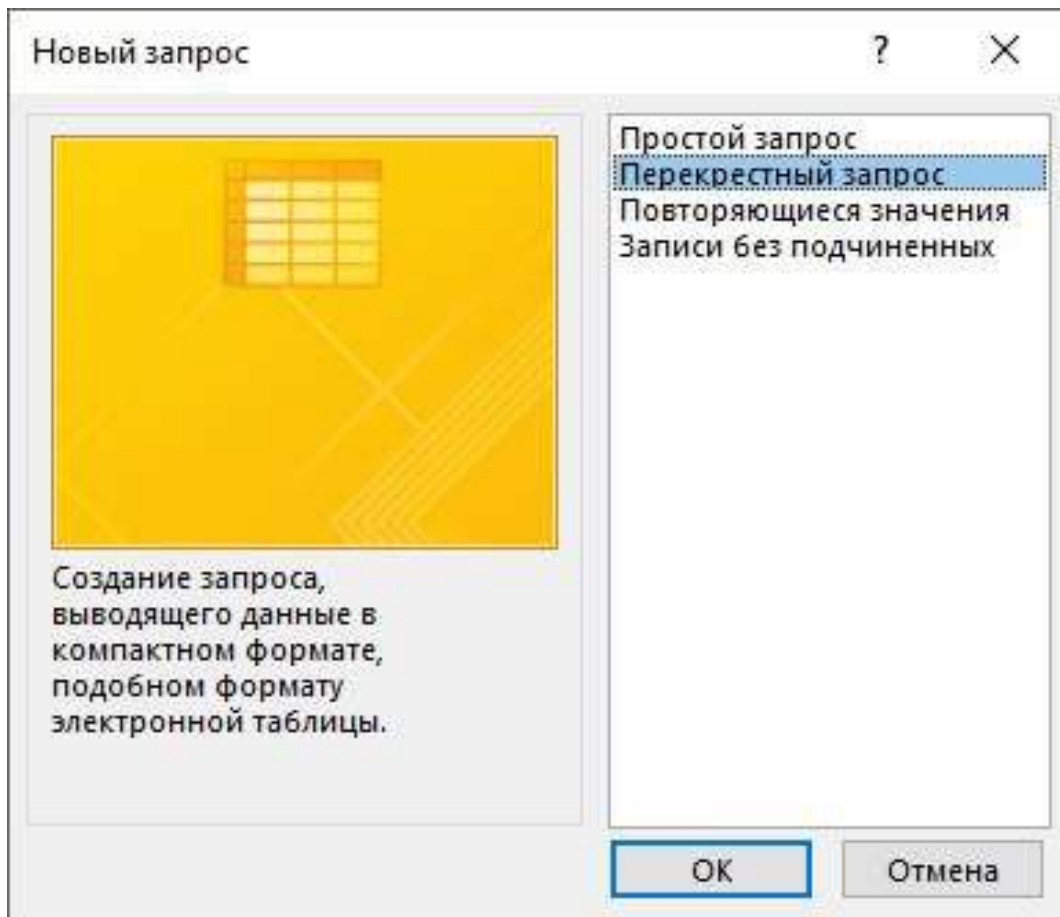 Новый запрос
?
Простой запрос
Перекрестный запрос
Повторяющиеся значения
Записи без подчиненных
Создание запроса,
выводящего данные в
компактном формате,
подобном формату
электронной таблицы.
ОК
Отмена